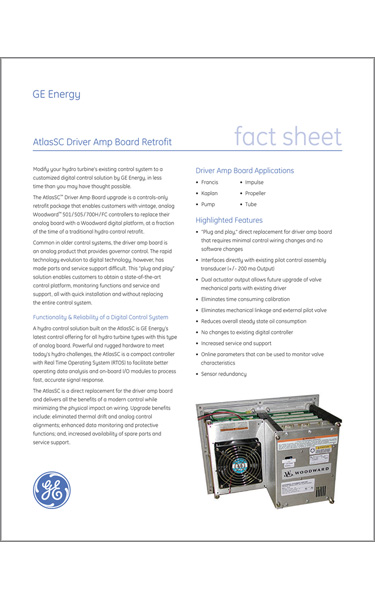 GE Energy
fact sheet
AtlasSC Driver Amp Board Retrofit
Modify your hydro turbine's existing control system to a
customized digital control solution by GE Energy, in less
time than you may have thought possible.
The AtlasSC™ Driver Amp Board upgrade is a controls-only
retrofit package that enables customers with vintage, analog
Woodward™ 501/505/700H/FC controllers to replace their
analog board with a Woodward digital platform, at a fraction
of the time of a traditional hydro control retrofit.
Common in older control systems, the driver amp board is
an analog product that provides governor control. The rapid
technology evolution to digital technology, however, has
made parts and service support difficult. This "plug and play"
solution enables customers to obtain a state-of-the-art
control platform, monitoring functions and service and
support, all with quick installation and without replacing
the entire control system.
Functionality & Reliability of a Digital Control System
A hydro control solution built on the AtlasSC is GE Energy's
latest control offering for all hydro turbine types with this type
of analog board. Powerful and rugged hardware to meet
today's hydro challenges, the AtlasSC is a compact controller
with Real Time Operating System (RTOS) to facilitate better
operating data analysis and on-board I/O modules to process
fast, accurate signal response.
The AtlasSC is a direct replacement for the driver amp board
and delivers all the benefits of a modern control while
minimizing the physical impact on wiring. Upgrade benefits
include: eliminated thermal drift and analog control
alignments; enhanced data monitoring and protective
functions; and, increased availability of spare parts and
service support.
Driver Amp Board Applications
• Francis • Impulse
• Kaplan • Propeller
• Pump • Tube
Highlighted Features
• "Plug and play," direct replacement for driver amp board
that requires minimal control wiring changes and no
software changes
• Interfaces directly with existing pilot control assembly
transducer (+/- 200 ma Output)
• Dual actuator output allows future upgrade of valve
mechanical parts with existing driver
• Eliminates time consuming calibration
• Eliminates mechanical linkage and external pilot valve
• Reduces overall steady state oil consumption
• No changes to existing digital controller
• Increased service and support
• Online parameters that can be used to monitor valve
characteristics
• Sensor redundancy
WOODWARD
GE